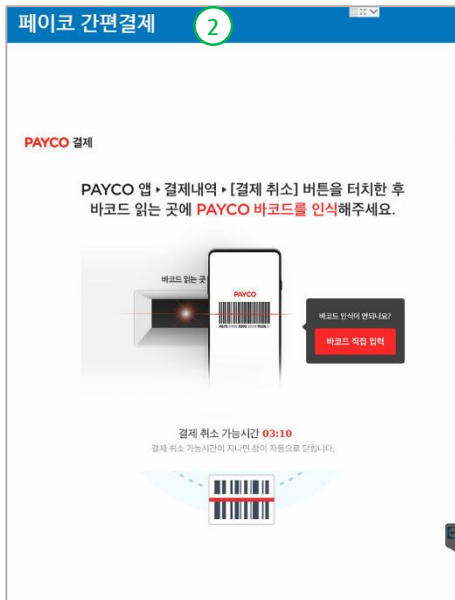 페이코 간편결제
2
PAYCO 결제
PAYCO 앱 ▸ 결제내역 ▸ [결제 취소] 버튼을 터치한 후
바코드 읽는 곳에 PAYCO 바코드를 인식해주세요.
바코드 읽는 곳
PAYCO
바코드 인식이 안되나요?
바코드 직접 입력
결제 취소 가능시간 03:10
결제 취소 가능시간이 지나면 창이 자동으로 닫힙니다.